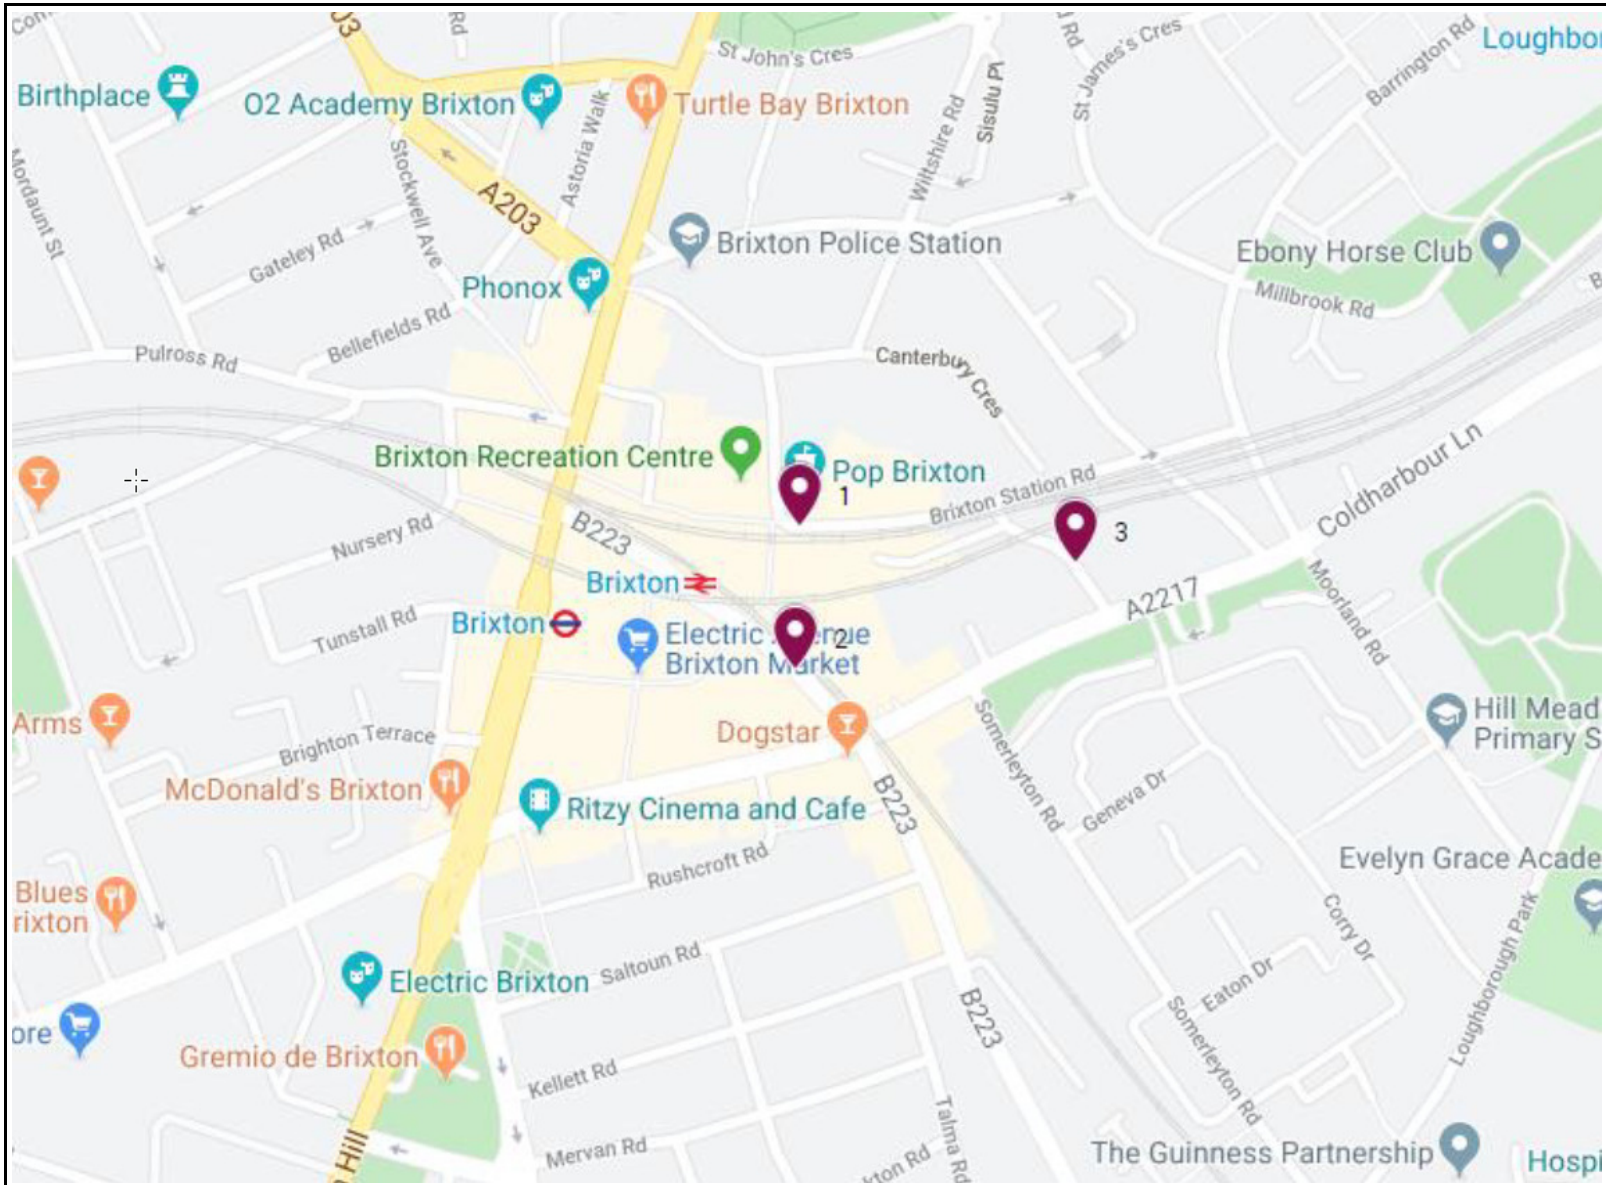 Rd
St John's Cres
Rd
St James's Cres
Barrington Rd
Loughbor
Birthplace
O2 Academy Brixton
Turtle Bay Brixton
Astoria Walk
Sisulu Pl
Wiltshire Rd
Mordaunt St
Stockwell Ave
A203
Gateley Rd
Brixton Police Station
Ebony Horse Club
Phonox
Millbrook Rd
Bellefields Rd
Pulross Rd
Canterbury Cres
Brixton Recreation Centre
Pop Brixton
1
Brixton Station Rd
Coldharbour Ln
B223
Nursery Rd
3
Brixton
A2217
Moorland Rd
Tunstall Rd
Brixton
Electric Avenue
Brixton Market
2
Arms
Brighton Terrace
Dogstar
Somerleyton Rd
Hill Mead
Primary S
McDonald's Brixton
Ritzy Cinema and Cafe
B223
Geneva Dr
Rushcroft Rd
Evelyn Grace Acade
Blues
rixton
Corry Dr
Loughborough Park
Electric Brixton
Saltoun Rd
Eaton Dr
B223
Somerleyton Rd
ore
Gremio de Brixton
Kellett Rd
Talma Rd
Mervan Rd
xton Rd
The Guinness Partnership
Hospi
Hill